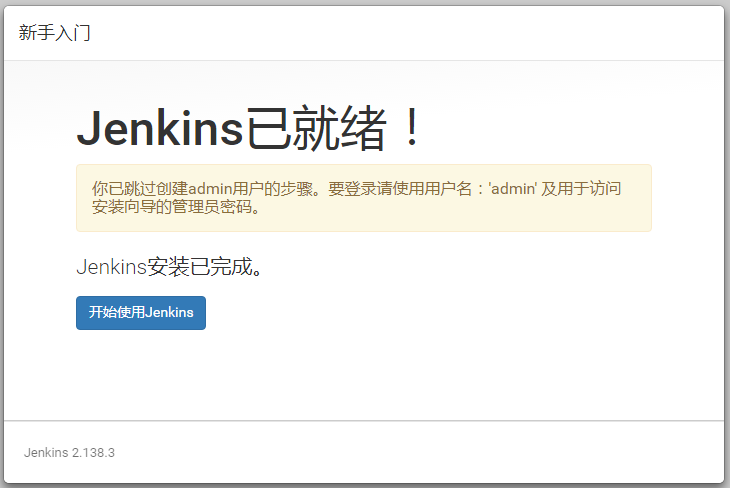 新手入门
Jenkins已就绪！
你已跳过创建admin用户的步骤。要登录请使用用户名：'admin' 及用于访问
安装向导的管理员密码。
Jenkins安装已完成。
开始使用Jenkins
Jenkins 2.138.3